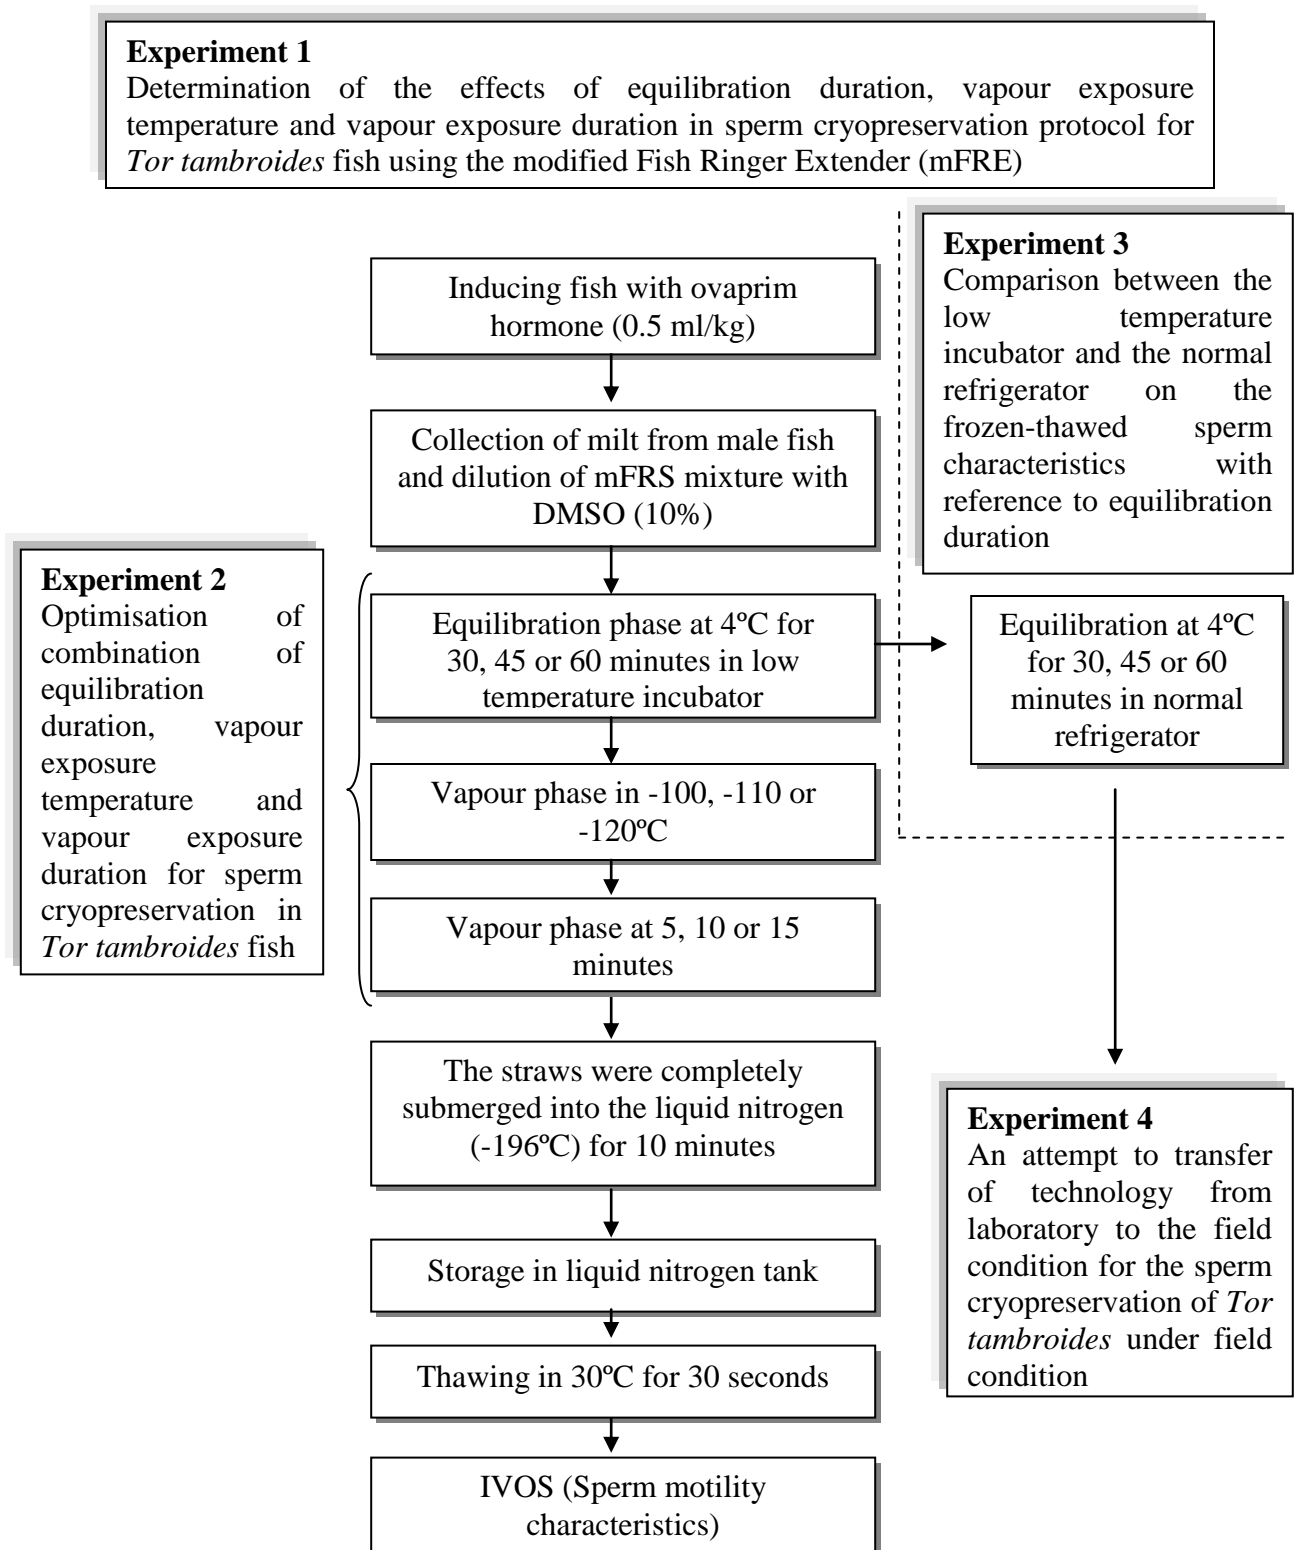 Experiment 1
Determination of the effects of equilibration duration, vapour exposure
temperature and vapour exposure duration in sperm cryopreservation protocol for
Tor tambroides fish using the modified Fish Ringer Extender (mFRE)
Experiment 3
Comparison between the
low temperature
incubator and the normal
refrigerator on the
frozen-thawed sperm
characteristics with
reference to equilibration
duration
Inducing fish with ovaprim
hormone (0.5 ml/kg)
Collection of milt from male fish
and dilution of mFRS mixture with
DMSO (10%)
Experiment 2
Optimisation of
combination of
equilibration
duration, vapour
exposure
temperature and
vapour exposure
duration for sperm
cryopreservation in
Tor tambroides fish
Equilibration phase at 4ºC for
30, 45 or 60 minutes in low
temperature incubator
Equilibration at 4ºC
for 30, 45 or 60
minutes in normal
refrigerator
Vapour phase in -100, -110 or
-120ºC
Vapour phase at 5, 10 or 15
minutes
The straws were completely
submerged into the liquid nitrogen
(-196ºC) for 10 minutes
Experiment 4
An attempt to transfer
of technology from
laboratory to the field
condition for the sperm
cryopreservation of Tor
tambroides under field
condition
Storage in liquid nitrogen tank
Thawing in 30ºC for 30 seconds
IVOS (Sperm motility
characteristics)